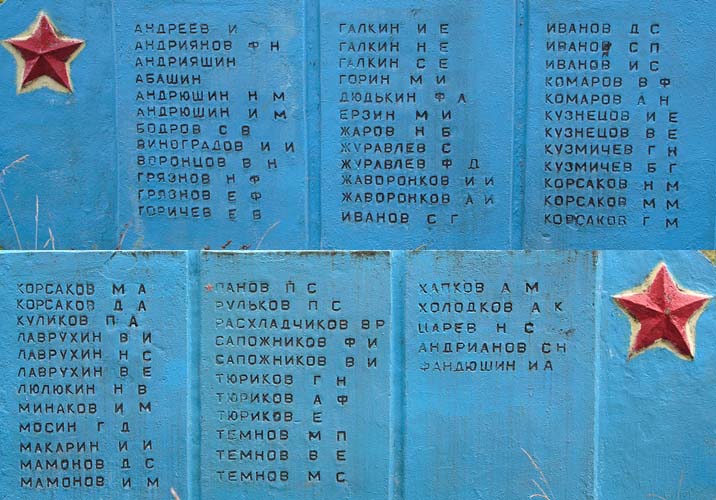 АНДРЕЕВ И
АНДРИЯНОВ Ф Н
АНДРИЯШИН
АБАШИН
АНДРЮШИН Н М
АНДРЮШИН И М
БОДРОВ С В
ВИНОГРАДОВ И И
ВОРОНЦОВ В Н
ГРЯЗНОВ Н Ф
ГРЯЗНОВ Е Ф
ГОРИЧЕВ Е В
ГАЛКИН И Е
ГАЛКИН Н Е
ГАЛКИН С Е
ГОРИН М И
ДЮДЬКИН Ф А
ЕРЗИН М И
ЖАРОВ Н Б
ЖУРАВЛЕВ С
ЖУРАВЛЕВ Ф Д
ЖАВОРОНКОВ И И
ЖАВОРОНКОВ А И
ИВАНОВ С Г
ИВАНОВ Д С
ИВАНОВ С П
ИВАНОВ И С
КОМАРОВ В Ф
КОМАРОВ А Н
КУЗНЕЦОВ И Е
КУЗНЕЦОВ В Е
КУЗМИЧЕВ Г Н
КУЗМИЧЕВ Б Г
КОРСАКОВ Н М
КОРСАКОВ М М
КОРСАКОВ Г М
КОРСАКОВ М А
КОРСАКОВ Д А
КУЛИКОВ П А
ЛАВРУХИН В И
ЛАВРУХИН Н С
ЛАВРУХИН В Е
ЛЮЛЮКИН Н В
МИНАКОВ И М
МОСИН Г Д
МАКАРИН И И
МАМОНОВ Д С
МАМОНОВ И М
ПАНОВ П С
РУЛЬКОВ П С
РАСХЛАДЧИКОВ В Р
САПОЖНИКОВ Ф И
САПОЖНИКОВ В И
ТЮРИКОВ Г Н
ТЮРИКОВ А Ф
ТЮРИКОВ Е
ТЕМНОВ М П
ТЕМНОВ В Е
ТЕМНОВ М С
ХАПКОВ А М
ХОЛОДКОВ А К
ЦАРЕВ Н С
АНДРИАНОВ С Н
ФАНДЮШИН И А